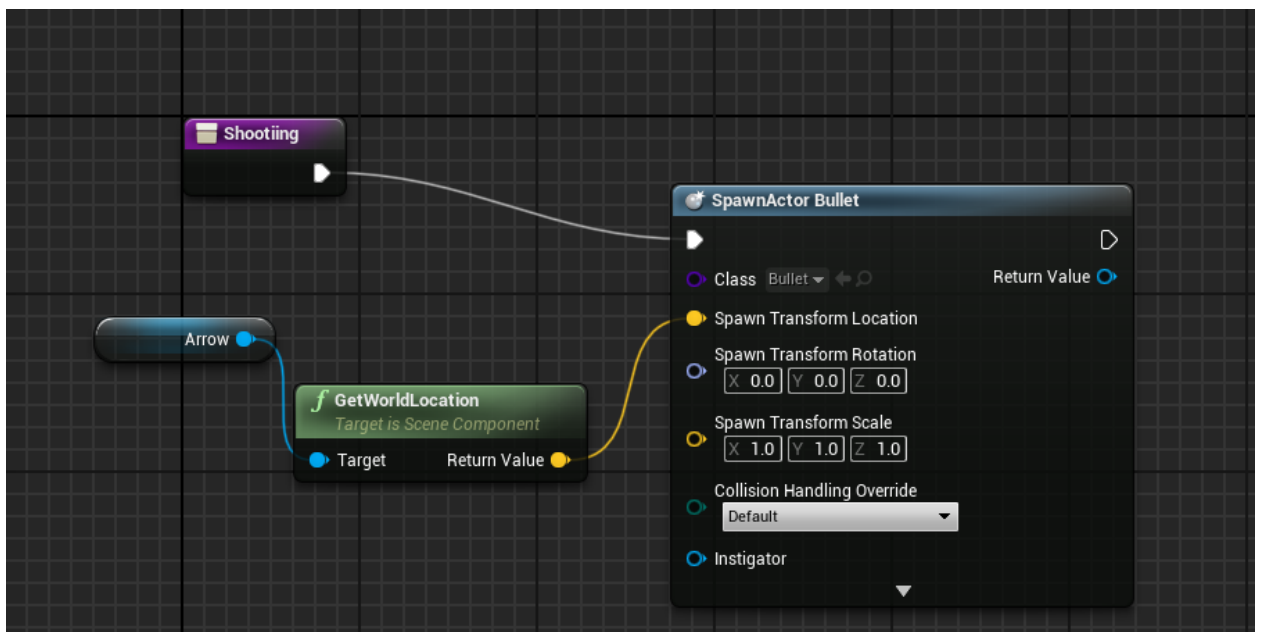 Shootiing
SpawnActor Bullet
Class Bullet
Return Value
Spawn Transform Location
Arrow
Spawn Transform Rotation
X 0.0 Y 0.0 Z 0.0
f GetWorldLocation
Target is Scene Component
Target Return Value
Spawn Transform Scale
X 1.0 Y 1.0 Z 1.0
Collision Handling Override
Default
Instigator